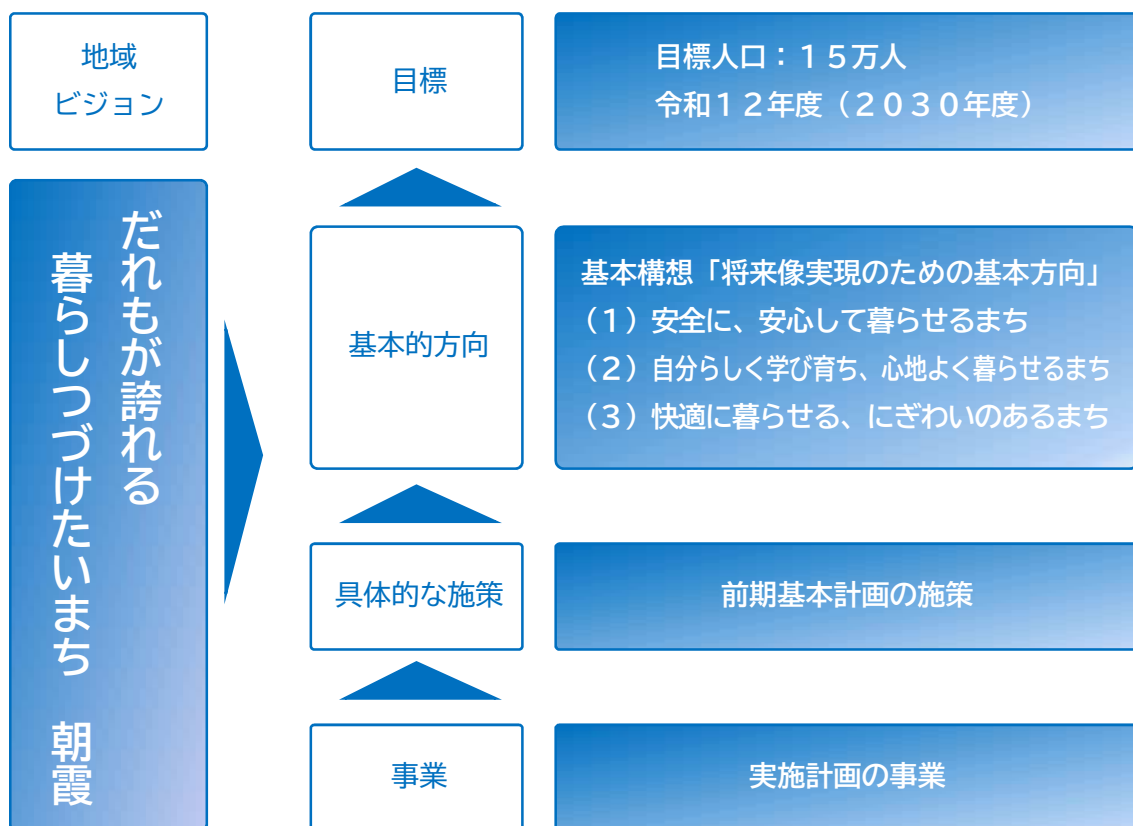 地域
ビジョン
だれもが誇れる
暮らしつづけたいまち　朝霞
目標
目標人口：１５万人
令和１２年度（２０３０年度）
基本的方向
基本構想「将来像実現のための基本方向」
（１）安全に、安心して暮らせるまち
（２）自分らしく学び育ち、心地よく暮らせるまち
（３）快適に暮らせる、にぎわいのあるまち
具体的な施策
前期基本計画の施策
事業
実施計画の事業